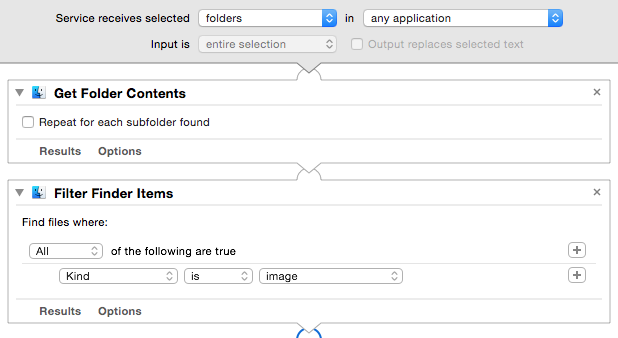 Service receives selected folders in any application
Input is entire selection Output replaces selected text
Get Folder Contents
Repeat for each subfolder found
Results Options
Filter Finder Items
Find files where:
All of the following are true
Kind is image
Results Options